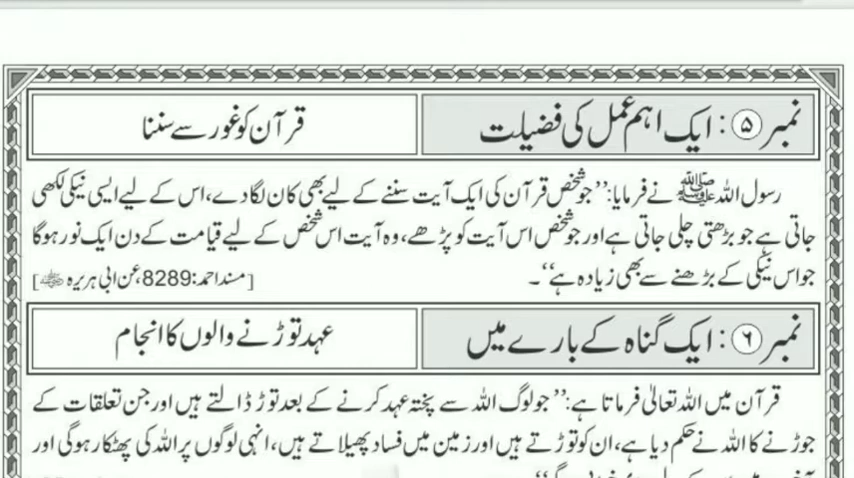 نمبر ۵ : ایک اہم عمل کی فضیلت
قرآن کو غور سے سننا
رسول اللہ ﷺ نے فرمایا: ”جو شخص قرآن کی ایک آیت سننے کے لیے بھی کان لگا دے، اس کے لیے ایسی نیکی لکھی
جاتی ہے جو بڑھتی چلی جاتی ہے اور جو شخص اس آیت کو پڑھے، وہ آیت اس شخص کے لیے قیامت کے دن ایک نور ہوگا
جو اس نیکی کے بڑھنے سے بھی زیادہ ہے“۔
[مسند احمد: 8289، عن ابی ہریرہ ]
نمبر ۶ : ایک گناہ کے بارے میں
عہد توڑنے والوں کا انجام
قرآن میں اللہ تعالیٰ فرماتا ہے: ”جو لوگ اللہ سے پختہ عہد کرنے کے بعد توڑ ڈالتے ہیں اور جن تعلقات کے
جوڑنے کا اللہ نے حکم دیا ہے، ان کو توڑتے ہیں اور زمین میں فساد پھیلاتے ہیں، انہی لوگوں پر اللہ کی پھٹکار ہوگی اور